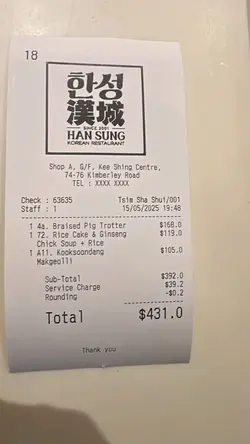 18
한성
漢城
SINCE 2001
HAN SUNG
KOREAN RESTAURANT
Shop A, G/F, Kee Shing Centre,
74-76 Kimberley Road
TEL : XXXX XXXX
Check : 63635 Tsim Sha Shui/001
Staff : 1 15/05/2025 19:48
1 4a. Braised Pig Trotter $168.0
1 72. Rice Cake & Ginseng $119.0
Chick Soup + Rice
1 A11. Kooksoondang $105.0
Makgeolli
Sub-Total $392.0
Service Charge $39.2
Rounding -$0.2
Total $431.0
Thank you